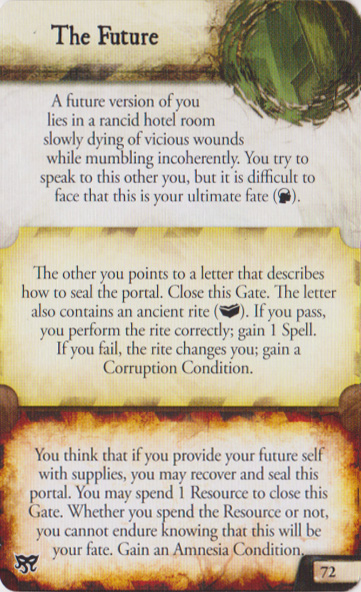 The Future
A future version of you
lies in a rancid hotel room
slowly dying of vicious wounds
while mumbling incoherently. You try to
speak to this other you, but it is difficult to
face that this is your ultimate fate ( ).
The other you points to a letter that describes
how to seal the portal. Close this Gate. The letter
also contains an ancient rite ( ). If you pass,
you perform the rite correctly; gain 1 Spell.
If you fail, the rite changes you; gain a
Corruption Condition.
You think that if you provide your future self
with supplies, you may recover and seal this
portal. You may spend 1 Resource to close this
Gate. Whether you spend the Resource or not,
you cannot endure knowing that this will be
your fate. Gain an Amnesia Condition.
72